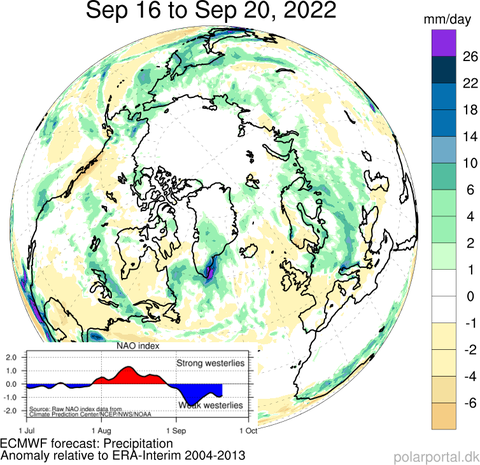 Sep 16 to Sep 20, 2022
mm/day
26
22
18
14
10
6
4
2
1
0
-1
-2
-4
-6
NAO index
2.0
1.0
0.0
-1.0
-2.0
Strong westerlies
Weak westerlies
Source: Raw NAO index data from
Climate Prediction Center/NCEP/NWS/NOAA
1 Jul
1 Aug
1 Sep
1 Oct
ECMWF forecast: Precipitation
Anomaly relative to ERA-Interim 2004-2013
polarportal.dk